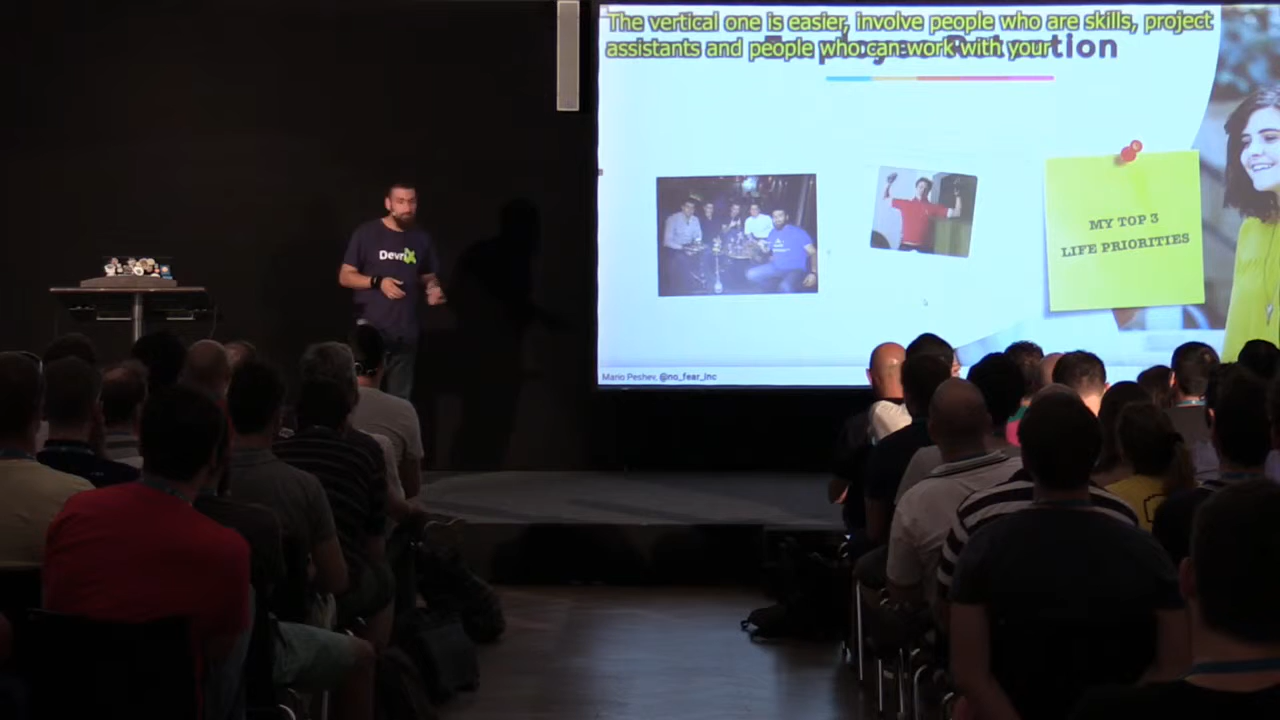 The vertical one is easier, involve people who are skills, project
assistants and people who can work with your
DevriX
MY TOP 3
LIFE PRIORITIES
Mario Peshev, @no_fear_inc